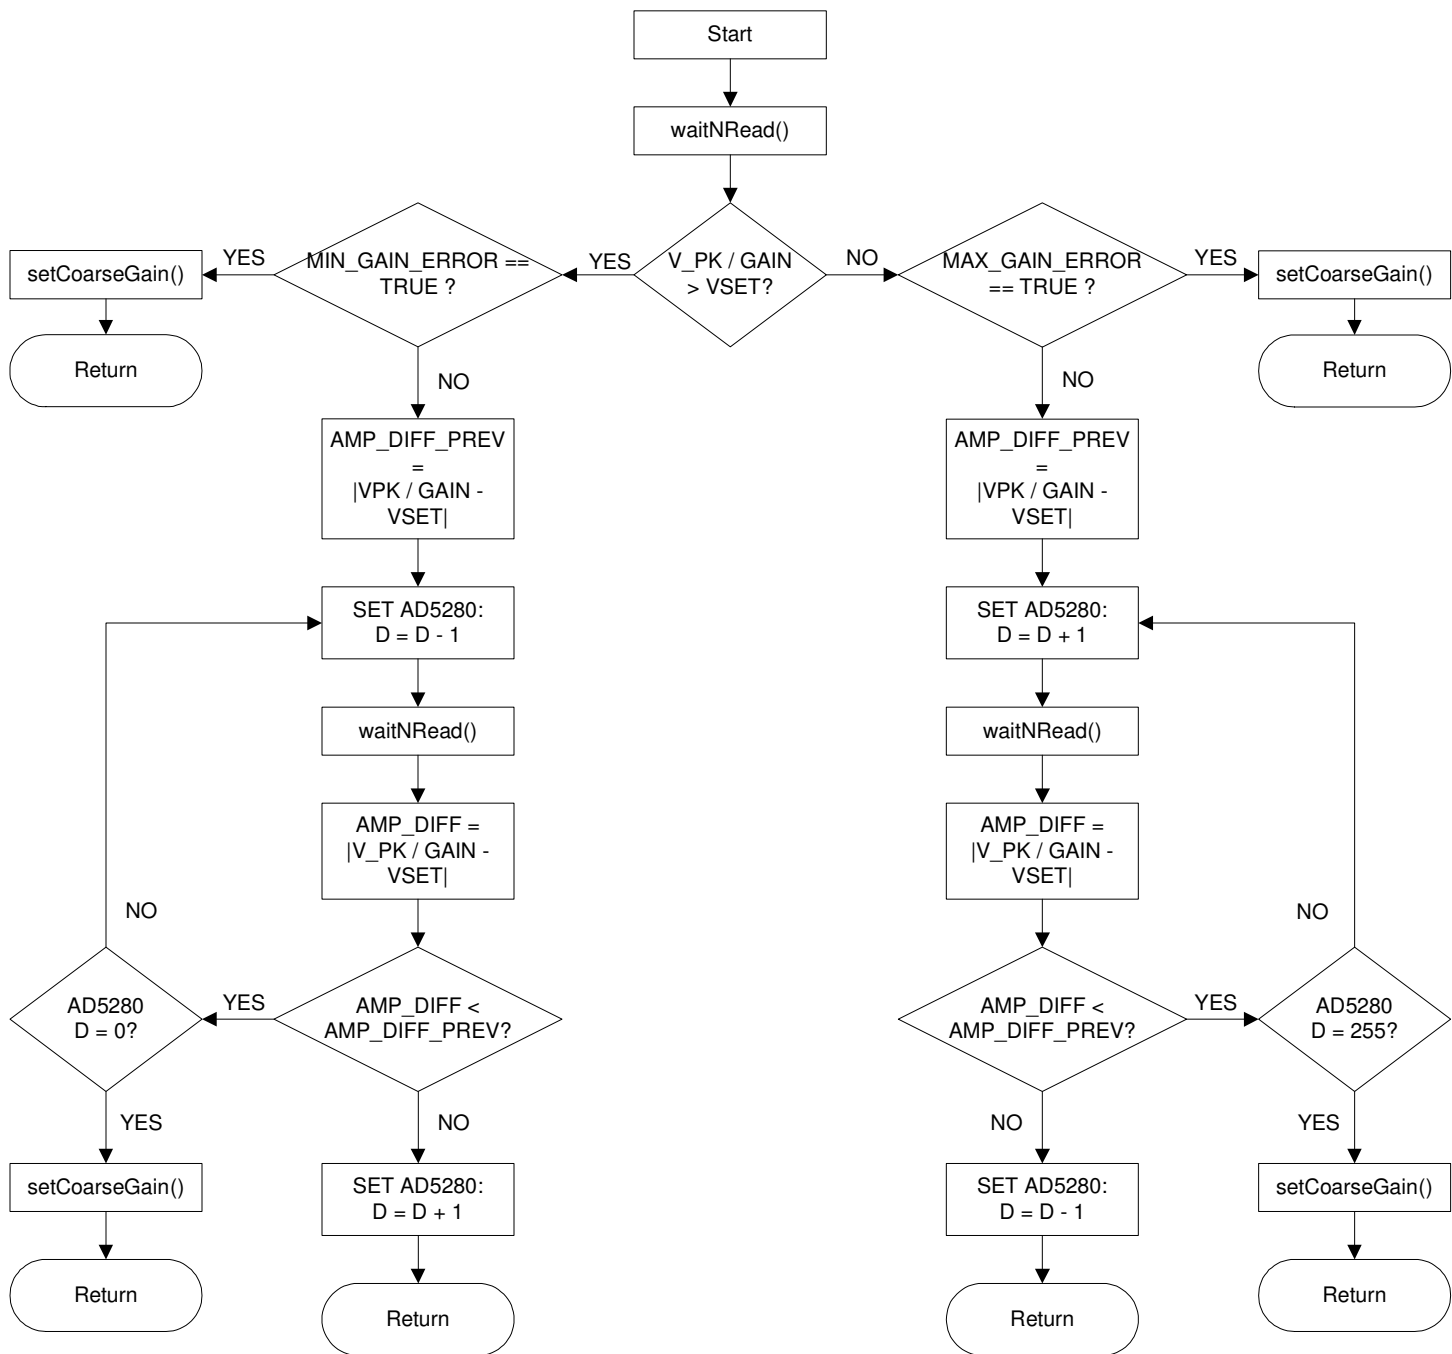 Start
waitNRead()
V_PK / GAIN
> VSET?
YES
NO
MIN_GAIN_ERROR ==
TRUE ?
YES
setCoarseGain()
Return
NO
AMP_DIFF_PREV
=
|VPK / GAIN -
VSET|
SET AD5280:
D = D - 1
waitNRead()
AMP_DIFF =
|V_PK / GAIN -
VSET|
AMP_DIFF <
AMP_DIFF_PREV?
YES
AD5280
D = 0?
NO
YES
setCoarseGain()
Return
NO
SET AD5280:
D = D + 1
Return
MAX_GAIN_ERROR
== TRUE ?
YES
setCoarseGain()
Return
NO
AMP_DIFF_PREV
=
|VPK / GAIN -
VSET|
SET AD5280:
D = D + 1
waitNRead()
AMP_DIFF =
|V_PK / GAIN -
VSET|
AMP_DIFF <
AMP_DIFF_PREV?
YES
AD5280
D = 255?
NO
YES
setCoarseGain()
Return
NO
SET AD5280:
D = D - 1
Return